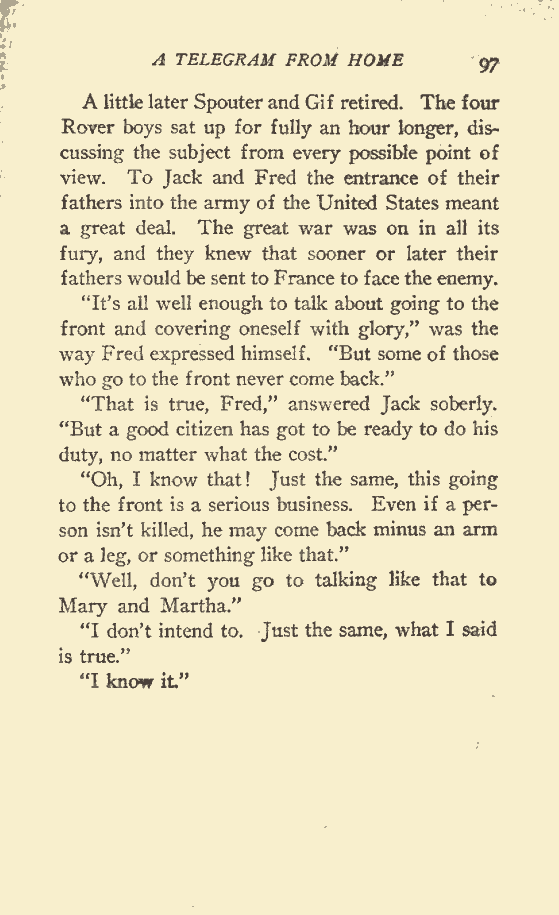 A TELEGRAM FROM HOME 97
A little later Spouter and Gif retired. The four
Rover boys sat up for fully an hour longer, dis-
cussing the subject from every possible point of
view. To Jack and Fred the entrance of their
fathers into the army of the United States meant
a great deal. The great war was on in all its
fury, and they knew that sooner or later their
fathers would be sent to France to face the enemy.
"It's all well enough to talk about going to the
front and covering oneself with glory," was the
way Fred expressed himself. "But some of those
who go to the front never come back."
"That is true, Fred," answered Jack soberly.
"But a good citizen has got to be ready to do his
duty, no matter what the cost."
"Oh, I know that! Just the same, this going
to the front is a serious business. Even if a per-
son isn't killed, he may come back minus an arm
or a leg, or something like that."
"Well, don't you go to talking like that to
Mary and Martha."
"I don't intend to. Just the same, what I said
is true."
"I know it."